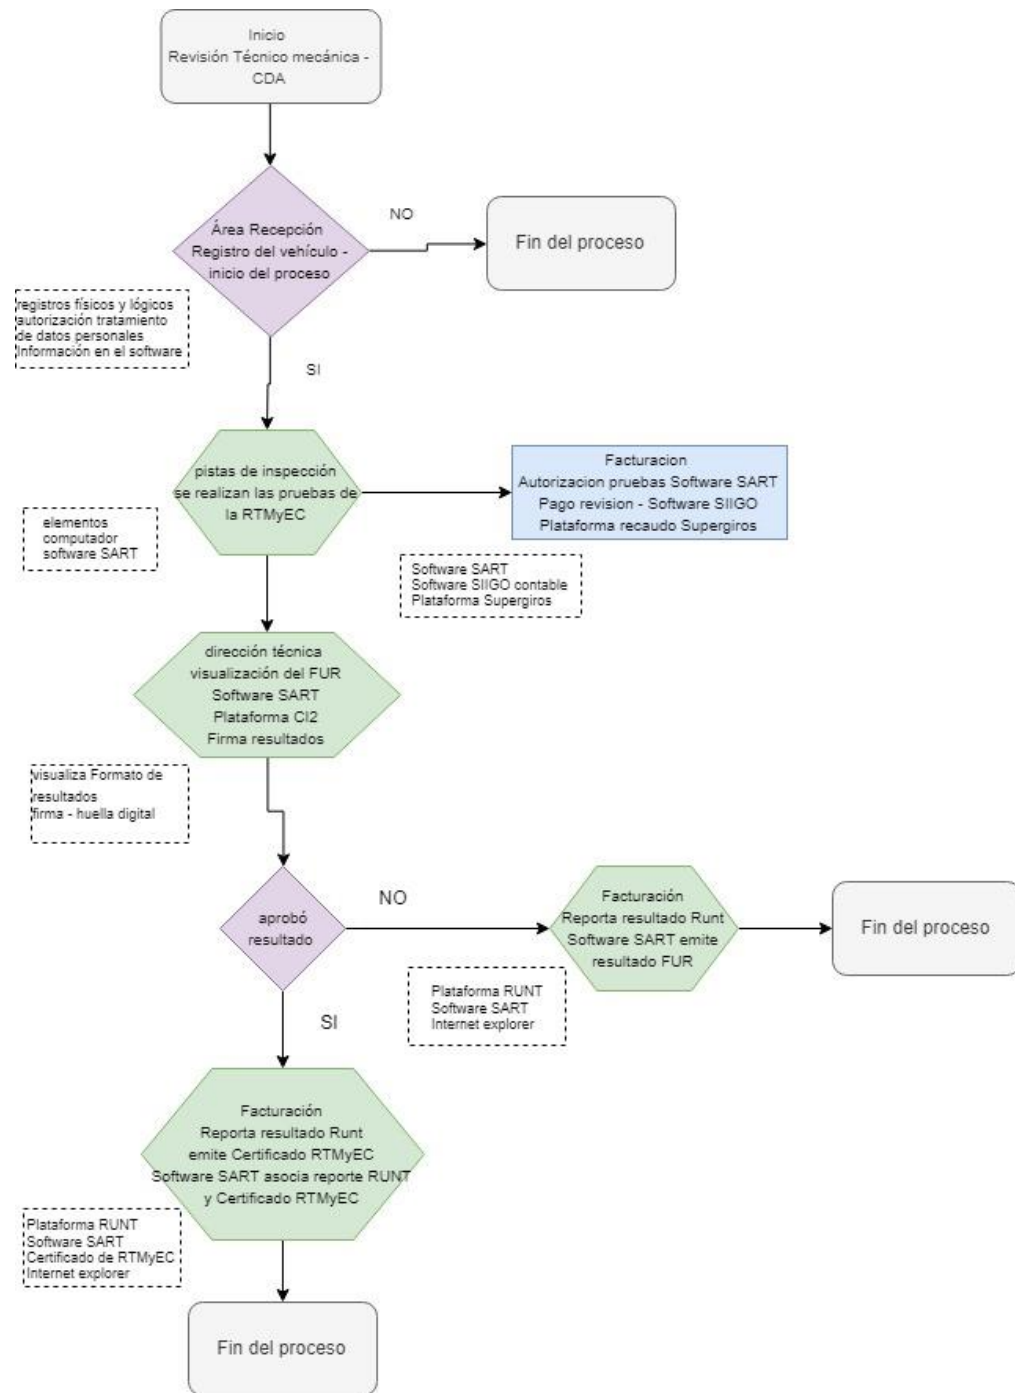 Inicio
Revisión Técnico mecánica -
CDA
Área Recepción
Registro del vehículo -
inicio del proceso
NO
Fin del proceso
registros físicos y lógicos
autorización tratamiento
de datos personales
Información en el software
SI
pistas de inspección
se realizan las pruebas de
la RTMyEC
Facturacion
Autorizacion pruebas Software SART
Pago revision - Software SIIGO
Plataforma recaudo Supergiros
elementos
computador
software SART
Software SART
Software SIIGO contable
Plataforma Supergiros
dirección técnica
visualización del FUR
Software SART
Plataforma CI2
Firma resultados
visualiza Formato de
resultados
firma - huella digital
aprobó
resultado
NO
Facturación
Reporta resultado Runt
Software SART emite
resultado FUR
Fin del proceso
Plataforma RUNT
Software SART
Internet explorer
SI
Facturación
Reporta resultado Runt
emite Certificado RTMyEC
Software SART asocia reporte RUNT
y Certificado RTMyEC
Plataforma RUNT
Software SART
Certificado de RTMyEC
Internet explorer
Fin del proceso